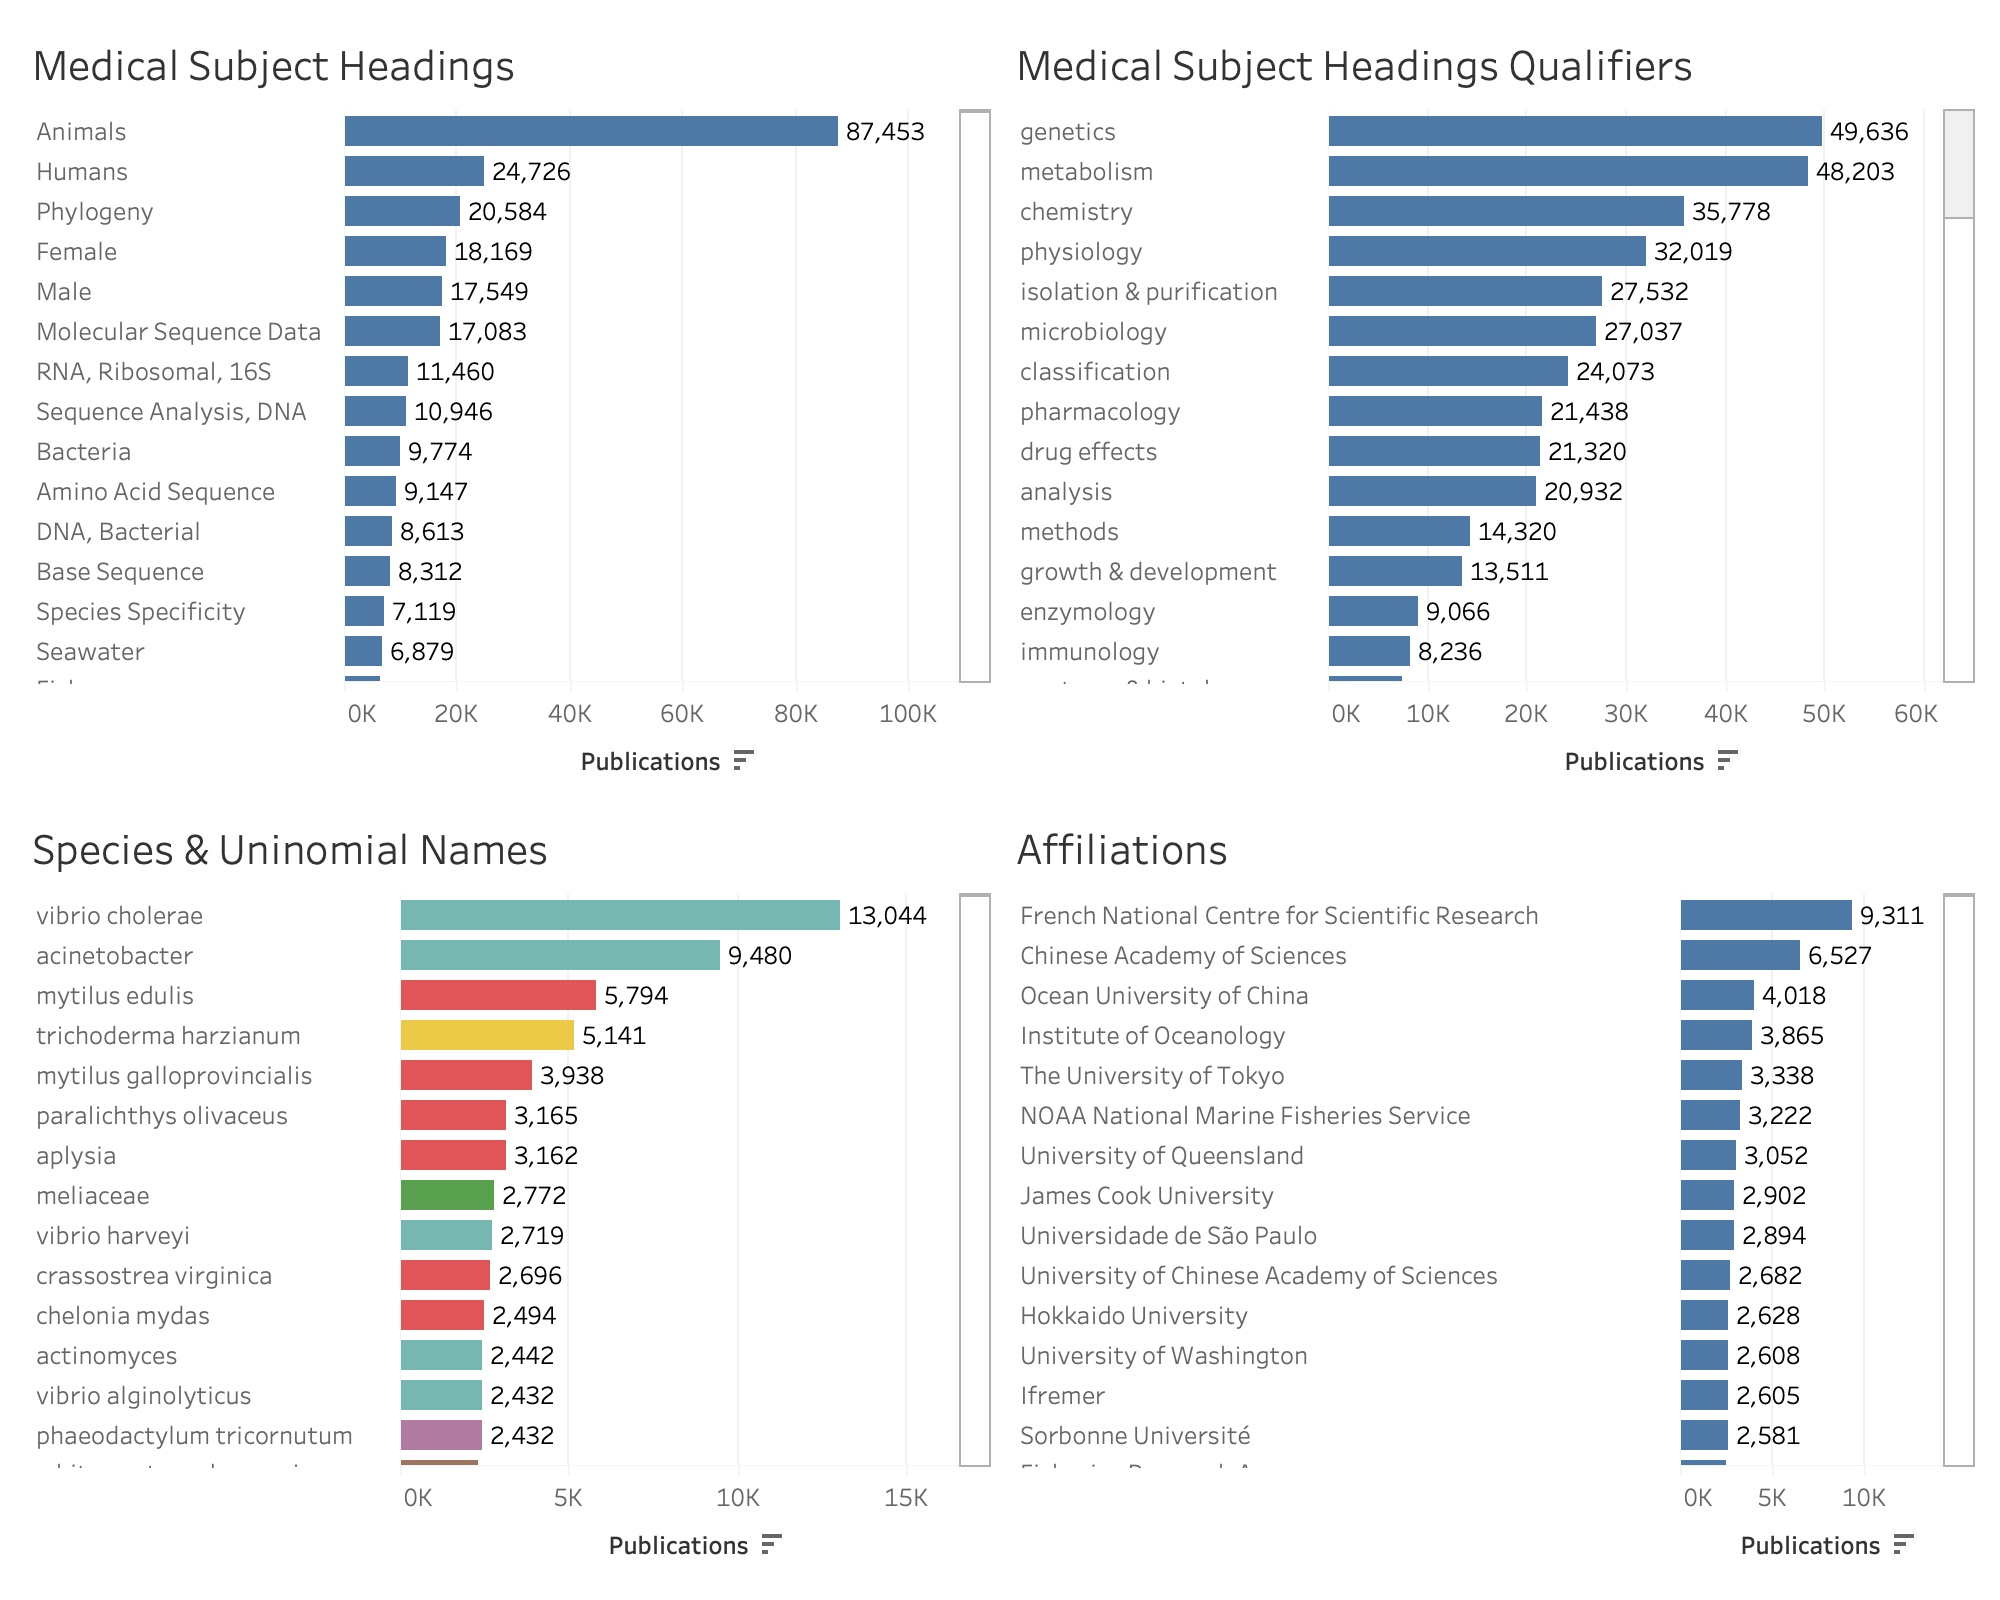 Medical Subject Headings
Animals 87,453
Humans 24,726
Phylogeny 20,584
Female 18,169
Male 17,549
Molecular Sequence Data 17,083
RNA, Ribosomal, 16S 11,460
Sequence Analysis, DNA 10,946
Bacteria 9,774
Amino Acid Sequence 9,147
DNA, Bacterial 8,613
Base Sequence 8,312
Species Specificity 7,119
Seawater 6,879
0K 20K 40K 60K 80K 100K
Publications
Medical Subject Headings Qualifiers
genetics 49,636
metabolism 48,203
chemistry 35,778
physiology 32,019
isolation & purification 27,532
microbiology 27,037
classification 24,073
pharmacology 21,438
drug effects 21,320
analysis 20,932
methods 14,320
growth & development 13,511
enzymology 9,066
immunology 8,236
0K 10K 20K 30K 40K 50K 60K
Publications
Species & Uninomial Names
vibrio cholerae 13,044
acinetobacter 9,480
mytilus edulis 5,794
trichoderma harzianum 5,141
mytilus galloprovincialis 3,938
paralichthys olivaceus 3,165
aplysia 3,162
meliaceae 2,772
vibrio harveyi 2,719
crassostrea virginica 2,696
chelonia mydas 2,494
actinomyces 2,442
vibrio alginolyticus 2,432
phaeodactylum tricornutum 2,432
0K 5K 10K 15K
Publications
Affiliations
French National Centre for Scientific Research 9,311
Chinese Academy of Sciences 6,527
Ocean University of China 4,018
Institute of Oceanology 3,865
The University of Tokyo 3,338
NOAA National Marine Fisheries Service 3,222
University of Queensland 3,052
James Cook University 2,902
Universidade de São Paulo 2,894
University of Chinese Academy of Sciences 2,682
Hokkaido University 2,628
University of Washington 2,608
Ifremer 2,605
Sorbonne Université 2,581
0K 5K 10K
Publications